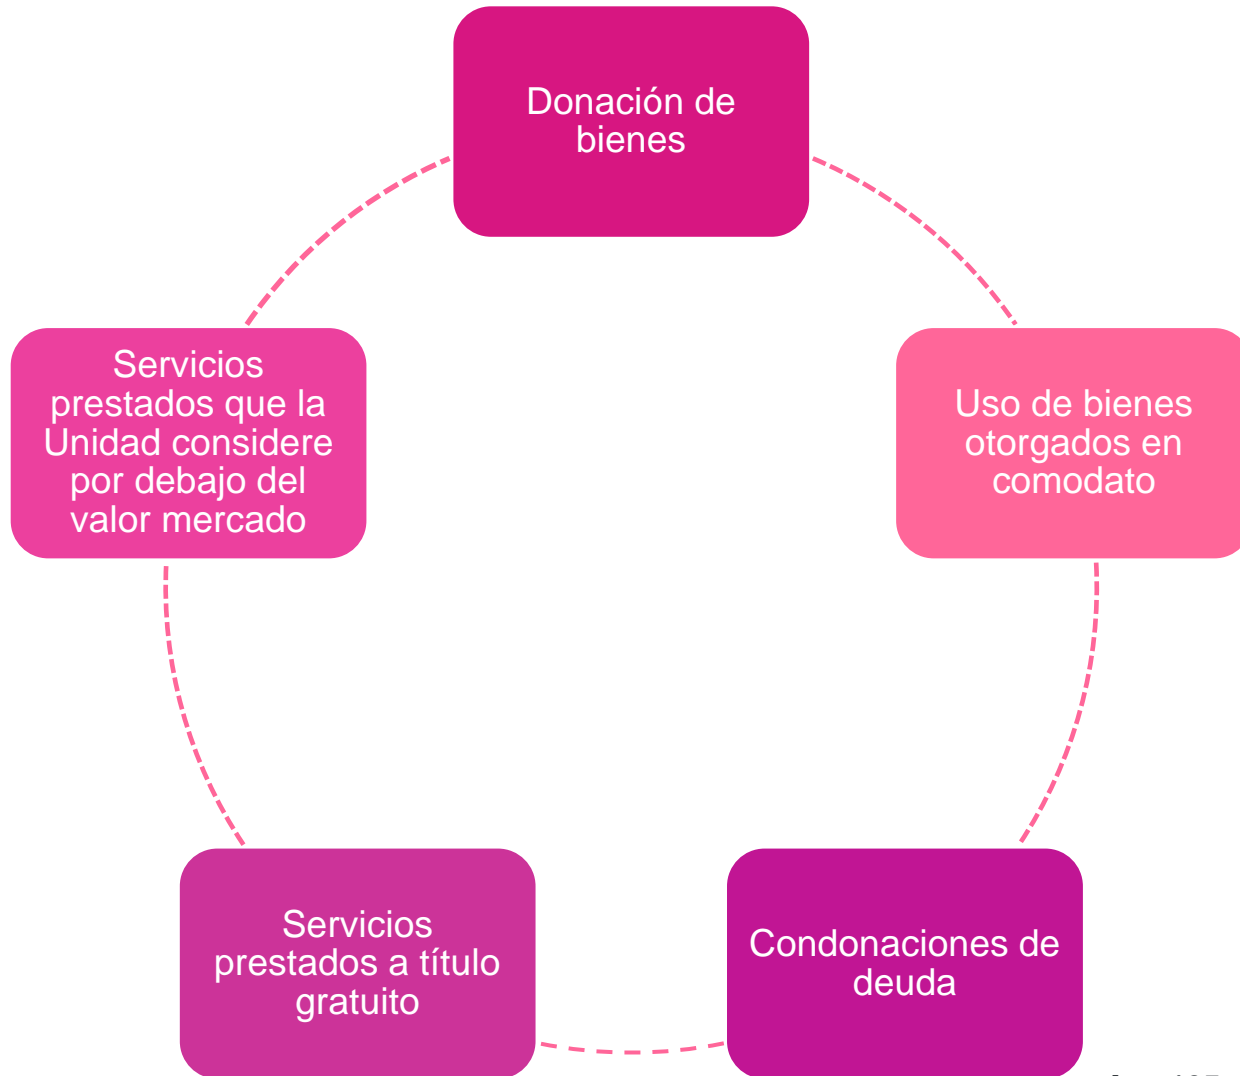 Donación de
bienes
Uso de bienes
otorgados en
comodato
Condonaciones de
deuda
Servicios
prestados a título
gratuito
Servicios
prestados que la
Unidad considere
por debajo del
valor mercado